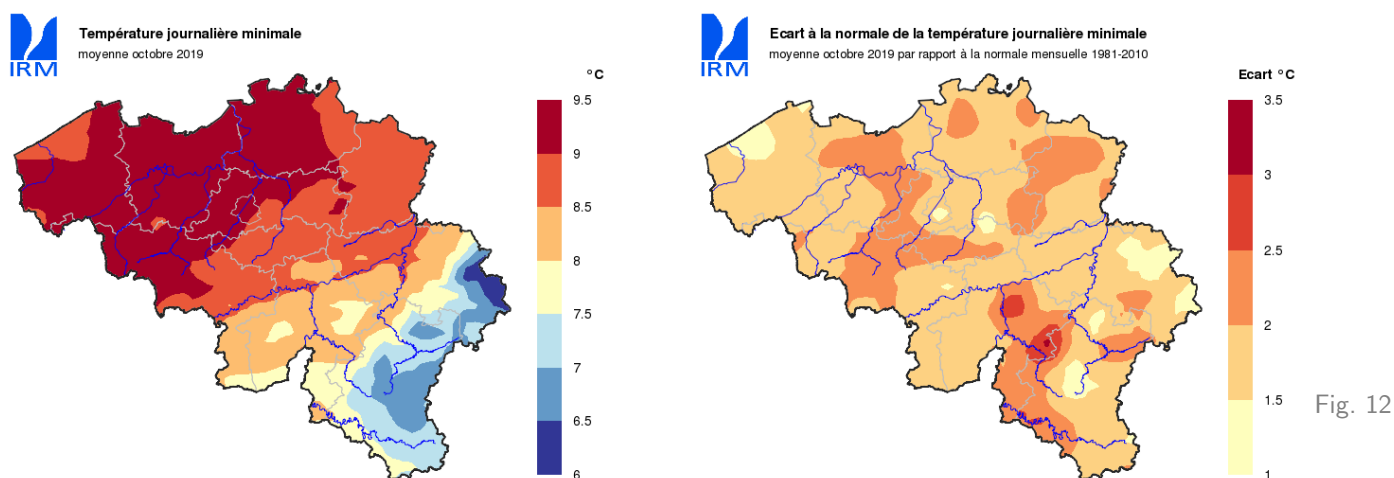 IRM
Température journalière minimale
moyenne octobre 2019
°C
9.5
9
8.5
8
7.5
7
6.5
6
IRM
Ecart à la normale de la température journalière minimale
moyenne octobre 2019 par rapport à la normale mensuelle 1981-2010
Ecart °C
3.5
3
2.5
2
1.5
1
Fig. 12